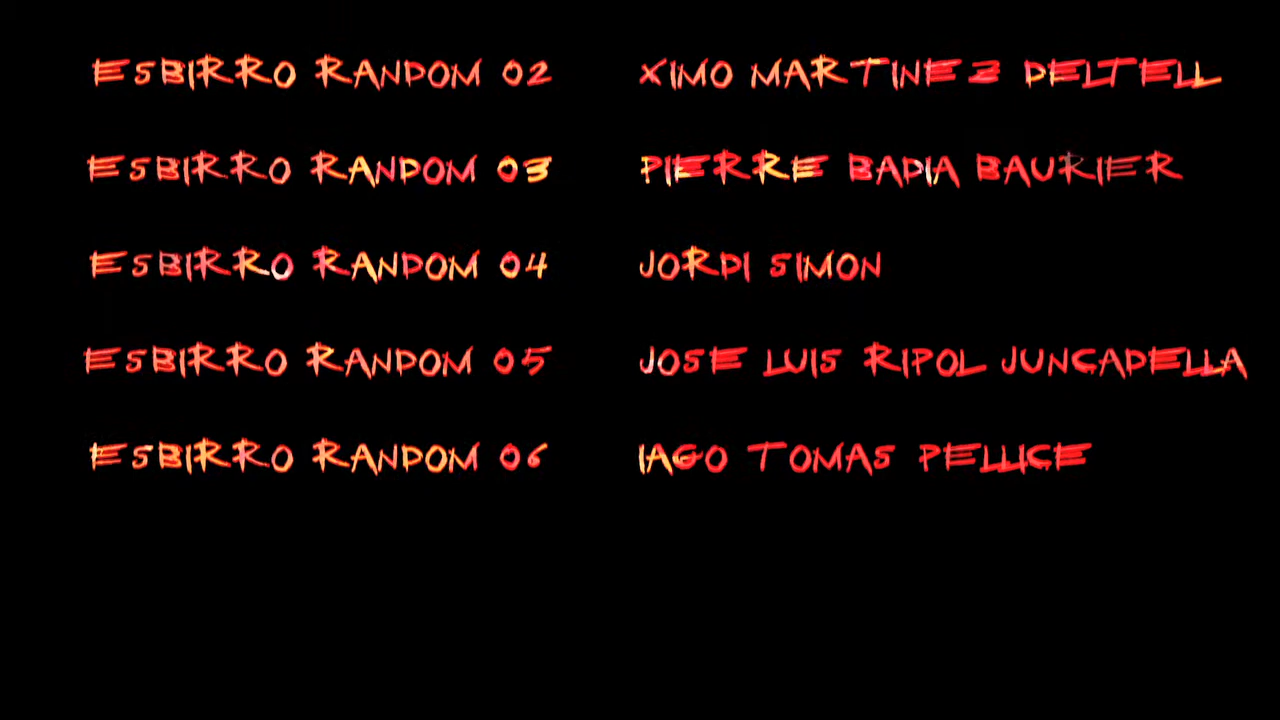 ESBIRRO RANDOM 02 XIMO MARTINEZ DELTELL
ESBIRRO RANDOM 03 PIERRE BADIA BAURIER
ESBIRRO RANDOM 04 JORDI SIMON
ESBIRRO RANDOM 05 JOSE LUIS RIPOL JUNCADELLA
ESBIRRO RANDOM 06 IAGO TOMAS PELLICE